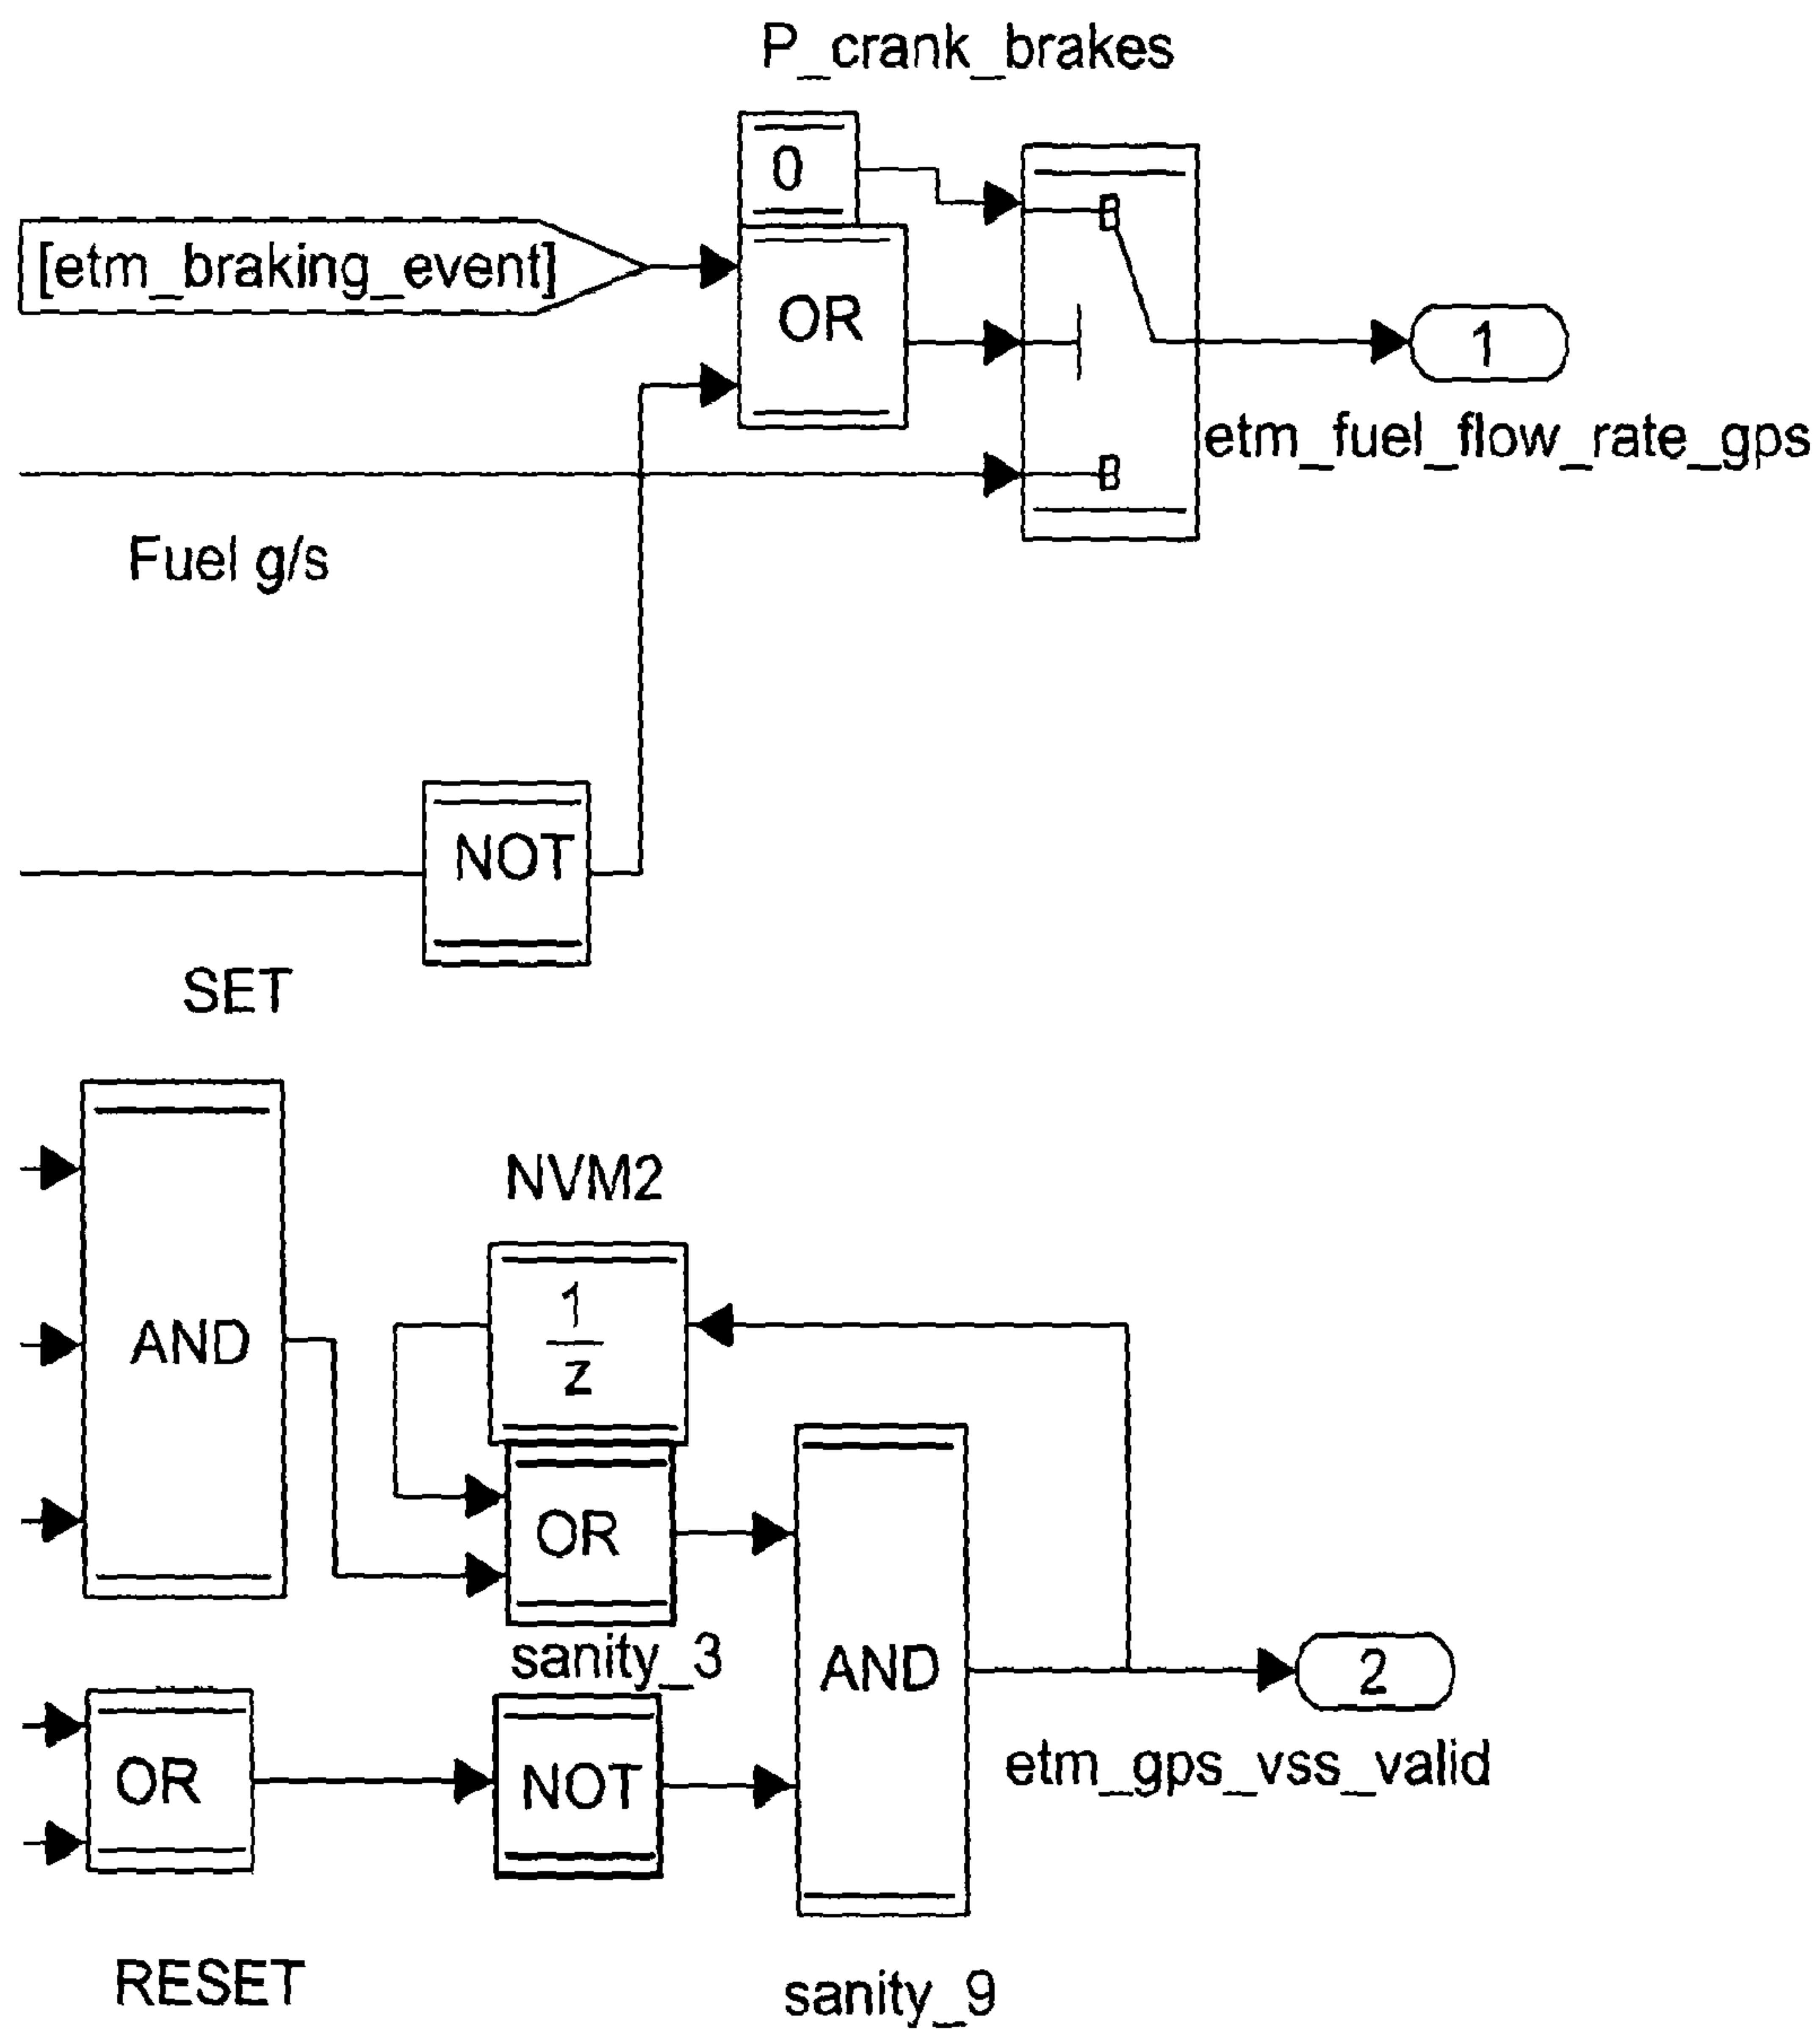 P_crank_brakes
0
[etm_braking_event]
OR
1
etm_fuel_flow_rate_gps
Fuel g/s
NOT
SET
NVM2
1
z
AND
OR
sanity_3
AND
2
OR
NOT
etm_gps_vss_valid
RESET
sanity_9